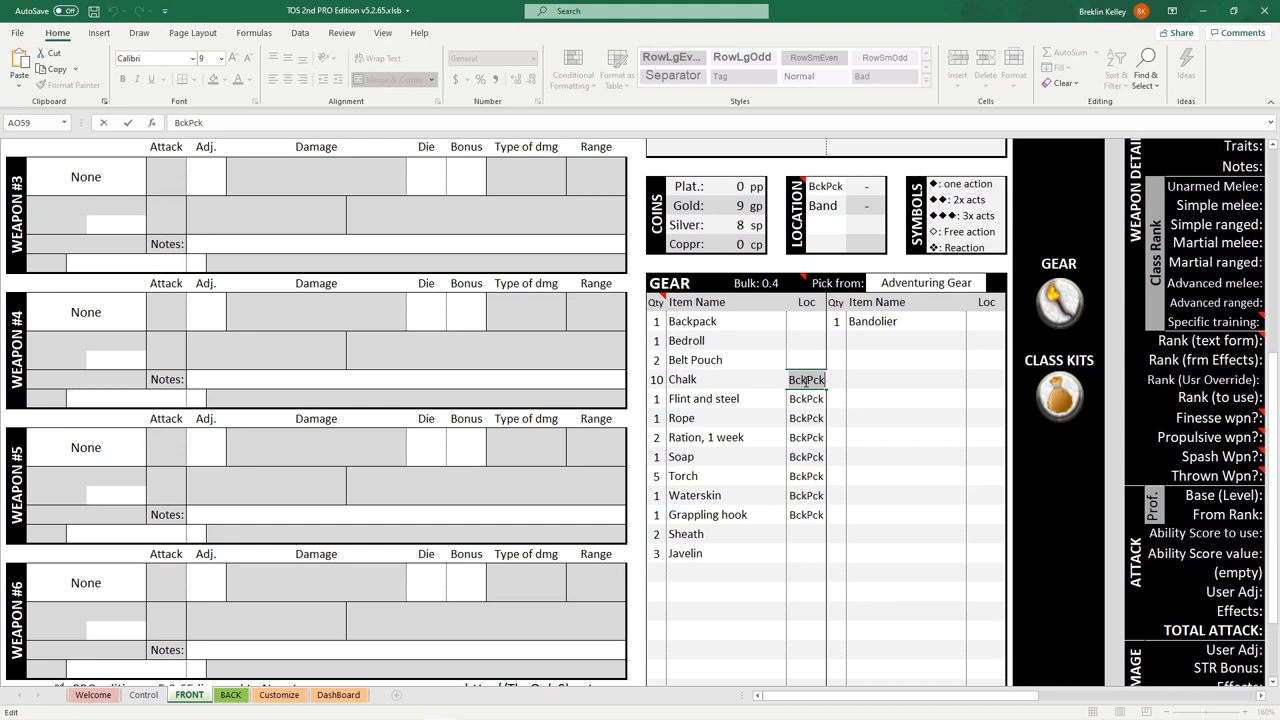 AutoSave Off TOS 2nd PRO Edition v5.2.65.xlsb Search Breklin Kelley BK
File Home Insert Draw Page Layout Formulas Data Review View Help Share Comments
Paste Cut Copy Format Painter
Calibri 9 B I U A
Wrap Text Merge & Center
General $ % ,
Conditional Formatting Format as Table
RowLgEv... RowLgOdd RowSmEven RowSmOdd
Separator Tag Normal Bad
Insert Delete Format
AutoSum Fill Clear Sort & Filter Find & Select Ideas
Clipboard Font Alignment Number Styles Cells Editing Ideas
AO59 fx BckPck
Attack Adj. Damage Die Bonus Type of dmg Range
WEAPON #3
None
Notes:
Attack Adj. Damage Die Bonus Type of dmg Range
WEAPON #4
None
Notes:
Attack Adj. Damage Die Bonus Type of dmg Range
WEAPON #5
None
Notes:
Attack Adj. Damage Die Bonus Type of dmg Range
WEAPON #6
None
Notes:
COINS
Plat.: 0 pp
Gold: 9 gp
Silver: 8 sp
Coppr: 0 cp
LOCATION
BckPck -
Band -
SYMBOLS
◆: one action
◆◆: 2x acts
◆◆◆: 3x acts
◇: Free action
❖: Reaction
GEAR Bulk: 0.4 Pick from: Adventuring Gear
Qty Item Name Loc Qty Item Name Loc
1 Backpack 1 Bandolier
1 Bedroll
2 Belt Pouch
10 Chalk BckPck
1 Flint and steel BckPck
1 Rope BckPck
2 Ration, 1 week BckPck
1 Soap BckPck
5 Torch BckPck
1 Waterskin BckPck
1 Grappling hook BckPck
2 Sheath
3 Javelin
GEAR
CLASS KITS
WEAPON DETAI
Traits:
Notes:
Class Rank
Unarmed Melee:
Simple melee:
Simple ranged:
Martial melee:
Martial ranged:
Advanced melee:
Advanced ranged:
Specific training:
Rank (text form):
Rank (frm Effects):
Rank (Usr Override):
Rank (to use):
Finesse wpn?:
Propulsive wpn?:
Spash Wpn?:
Thrown Wpn?:
Prof.
Base (Level):
From Rank:
ATTACK
Ability Score to use:
Ability Score value:
(empty)
User Adj:
Effects:
TOTAL ATTACK:
MAGE
User Adj:
STR Bonus:
Welcome Control FRONT BACK Customize DashBoard
Edit 160%